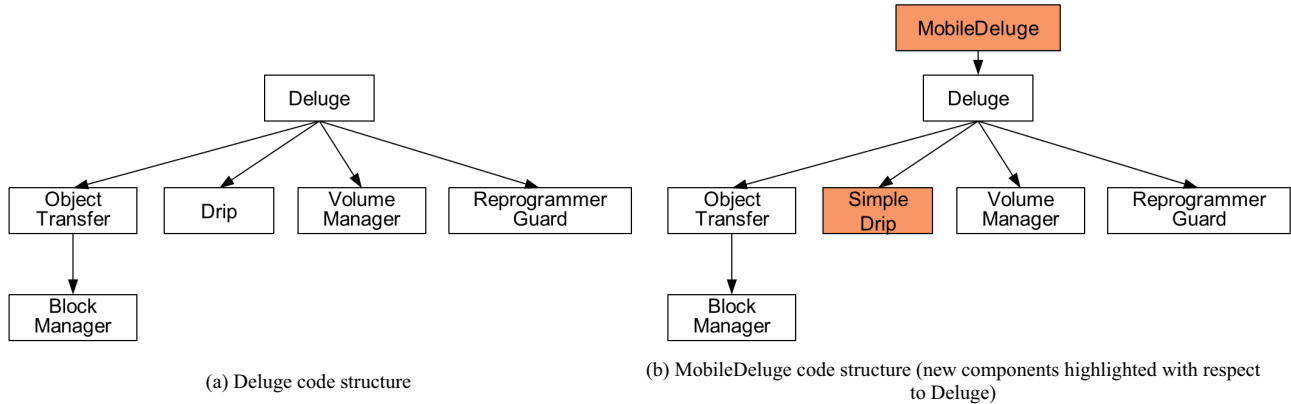 Deluge
Object
Transfer
Drip
Volume
Manager
Reprogrammer
Guard
Block
Manager
(a) Deluge code structure
MobileDeluge
Deluge
Object
Transfer
Simple
Drip
Volume
Manager
Reprogrammer
Guard
Block
Manager
(b) MobileDeluge code structure (new components highlighted with respect
to Deluge)